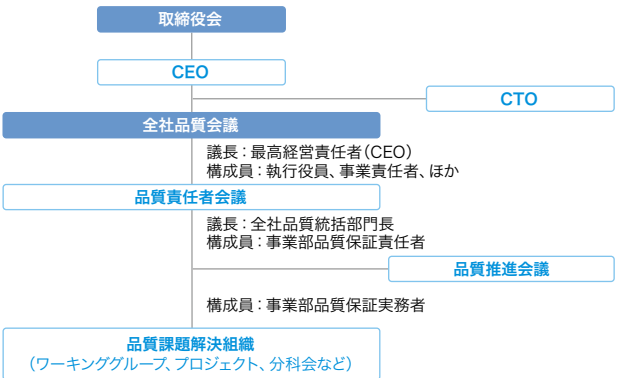 取締役会
CEO
CTO
全社品質会議
議長：最高経営責任者（CEO）
構成員：執行役員、事業責任者、ほか
品質責任者会議
議長：全社品質統括部門長
構成員：事業部品質保証責任者
品質推進会議
構成員：事業部品質保証実務者
品質課題解決組織
（ワーキンググループ、プロジェクト、分科会など）